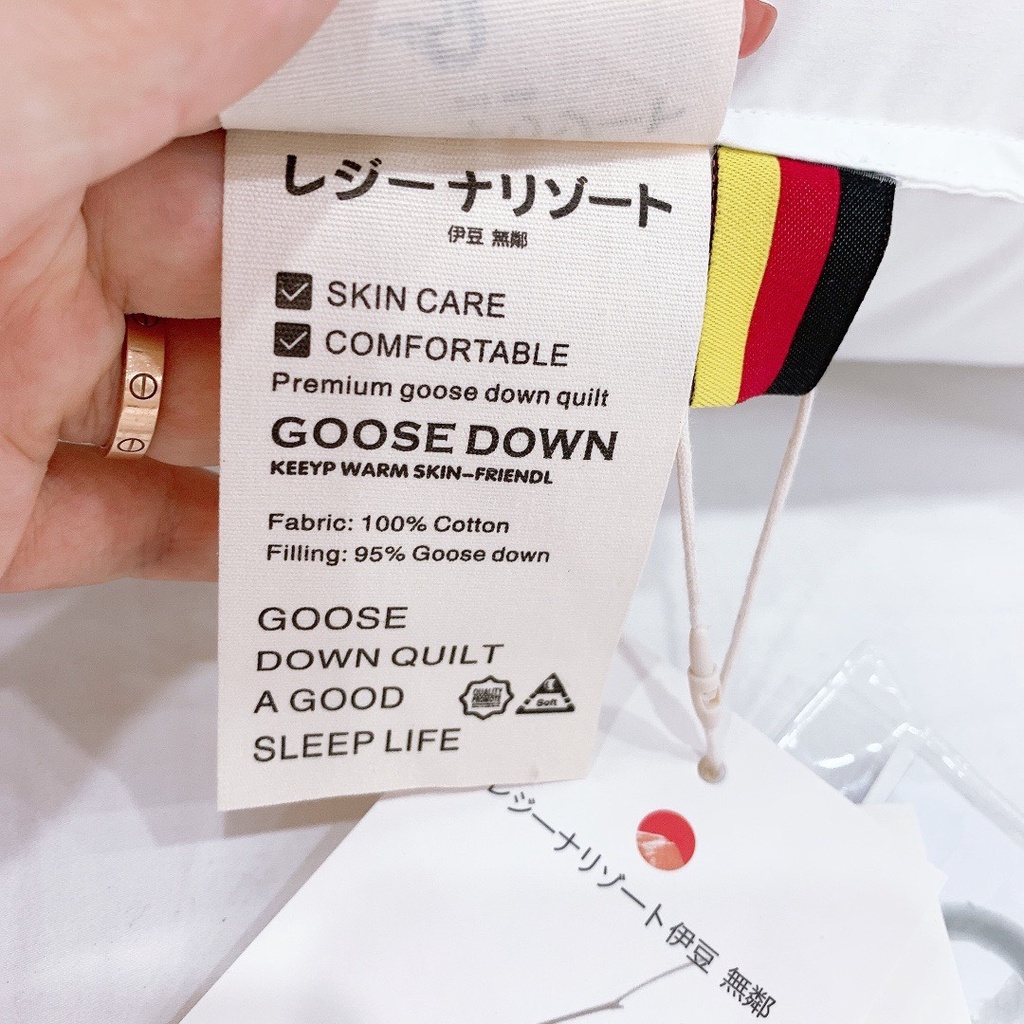 レジーナリゾート
伊豆 無鄰
SKIN CARE
COMFORTABLE
Premium goose down quilt
GOOSE DOWN
KEEYP WARM SKIN-FRIENDL
Fabric: 100% Cotton
Filling: 95% Goose down
GOOSE
DOWN QUILT
A GOOD
SLEEP LIFE
QUALITY
Soft
レジーナリゾート 伊豆 無鄰